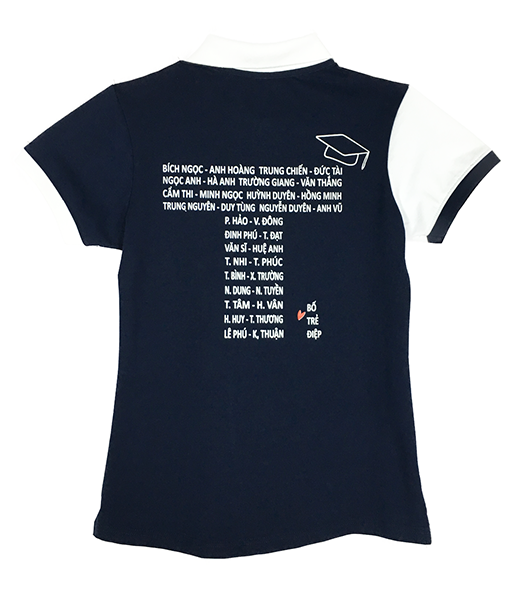 BÍCH NGỌC - ANH HOÀNG TRUNG CHIẾN - ĐỨC TÀI
NGỌC ANH - HÀ ANH TRƯỜNG GIANG - VĂN THẮNG
CẨM THI - MINH NGỌC HUỲNH DUYÊN - HỒNG MINH
TRUNG NGUYÊN - DUY TÙNG NGUYỄN DUYÊN - ANH VŨ
P. HẢO - V. ĐÔNG
ĐINH PHÚ - T. ĐẠT
VĂN SĨ - HUỆ ANH
T. NHI - T. PHÚC
T. BÌNH - X. TRƯỜNG
N. DUNG - N. TUYỀN
T. TÂM - H. VÂN
H. HUY - T. THƯƠNG
LÊ PHÚ - K, THUẬN
BỐ
TRẺ
ĐIỆP